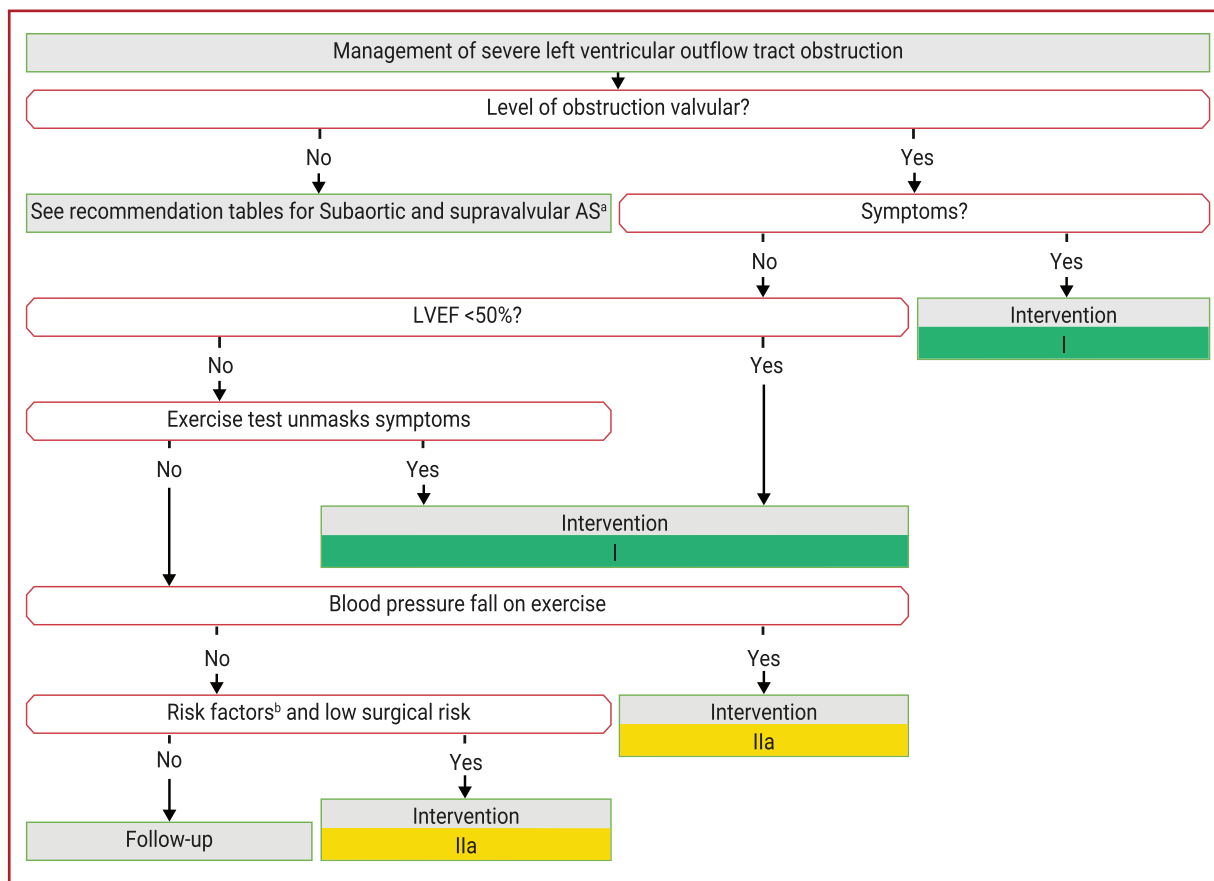 Management of severe left ventricular outflow tract obstruction
Level of obstruction valvular?
No
Yes
See recommendation tables for Subaortic and supravalvular ASᵃ
Symptoms?
No
Yes
LVEF <50%?
Intervention
I
No
Yes
Exercise test unmasks symptoms
No
Yes
Intervention
I
Blood pressure fall on exercise
No
Yes
Risk factorsᵇ and low surgical risk
Intervention
IIa
No
Yes
Intervention
IIa
Follow-up